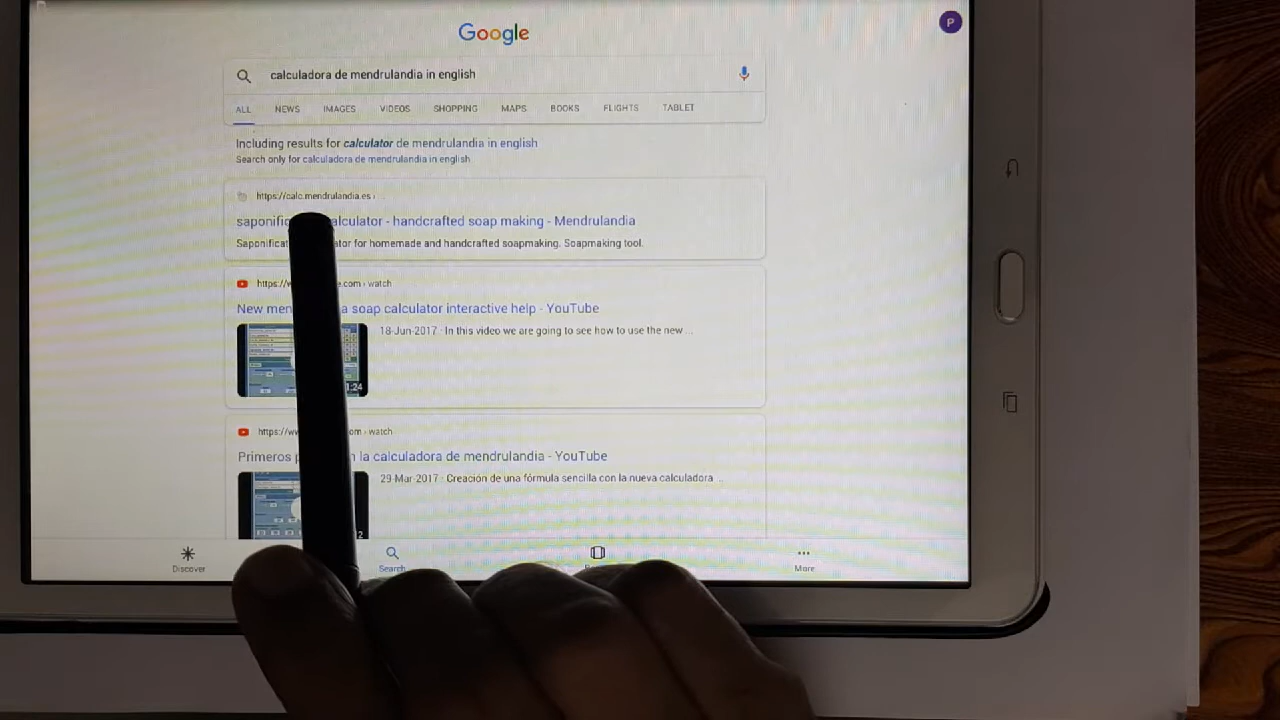 Google
P
calculadora de mendrulandia in english
ALL NEWS IMAGES VIDEOS SHOPPING MAPS BOOKS FLIGHTS TABLET
Including results for calculator de mendrulandia in english
Search only for calculadora de mendrulandia in english
https://calc.mendrulandia.es ›
saponific alculator - handcrafted soap making - Mendrulandia
Saponificat ator for homemade and handcrafted soapmaking. Soapmaking tool.
https://w e.com › watch
New men a soap calculator interactive help - YouTube
18-Jun-2017 · In this video we are going to see how to use the new ...
1:24
https://ww om › watch
Primeros p n la calculadora de mendrulandia - YouTube
29 Mar 2017 · Creación de una fórmula sencilla con la nueva calculadora ...
2
Discover Search More